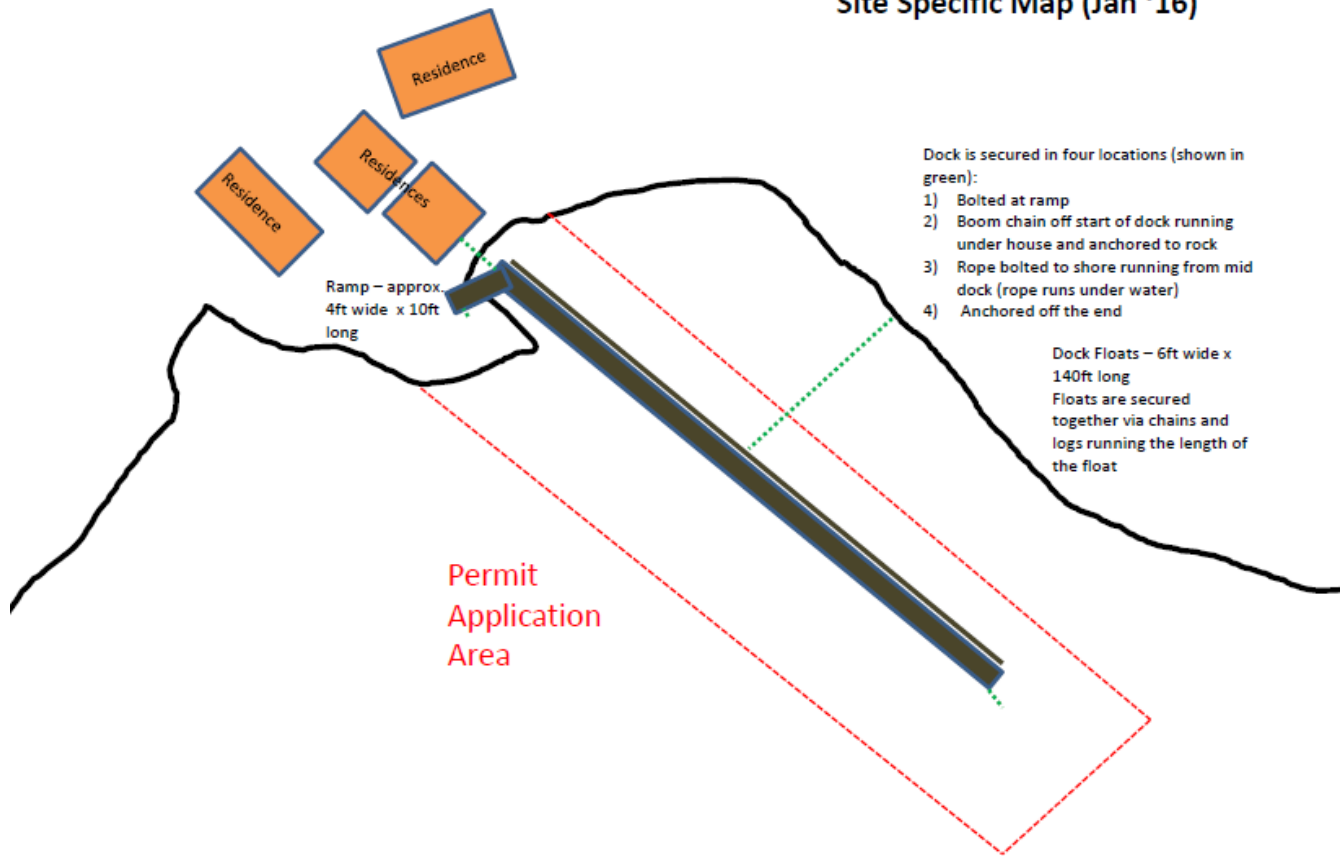 Site Specific Map (Jan '16)
Residence
Residences
Residence
Dock is secured in four locations (shown in
green):
1) Bolted at ramp
2) Boom chain off start of dock running
under house and anchored to rock
3) Rope bolted to shore running from mid
dock (rope runs under water)
4) Anchored off the end
Ramp – approx.
4ft wide x 10ft
long
Dock Floats – 6ft wide x
140ft long
Floats are secured
together via chains and
logs running the length of
the float
Permit
Application
Area